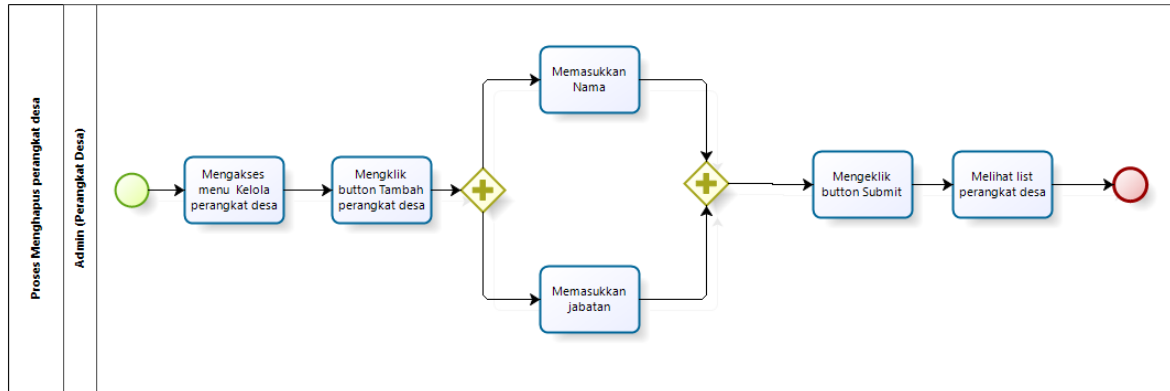 Proses Menghapus perangkat desa
Admin (Perangkat Desa)
Mengakses
menu Kelola
perangkat desa
Mengklik
button Tambah
perangkat desa
Memasukkan
Nama
Memasukkan
jabatan
Mengeklik
button Submit
Melihat list
perangkat desa